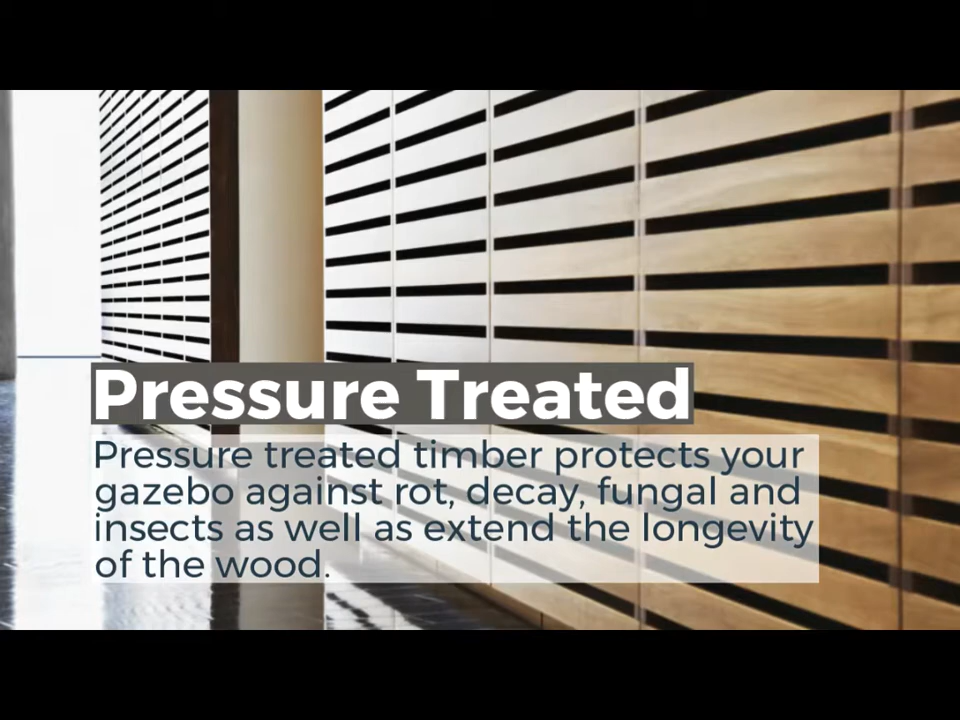 Pressure Treated
Pressure treated timber protects your
gazebo against rot, decay, fungal and
insects as well as extend the longevity
of the wood.